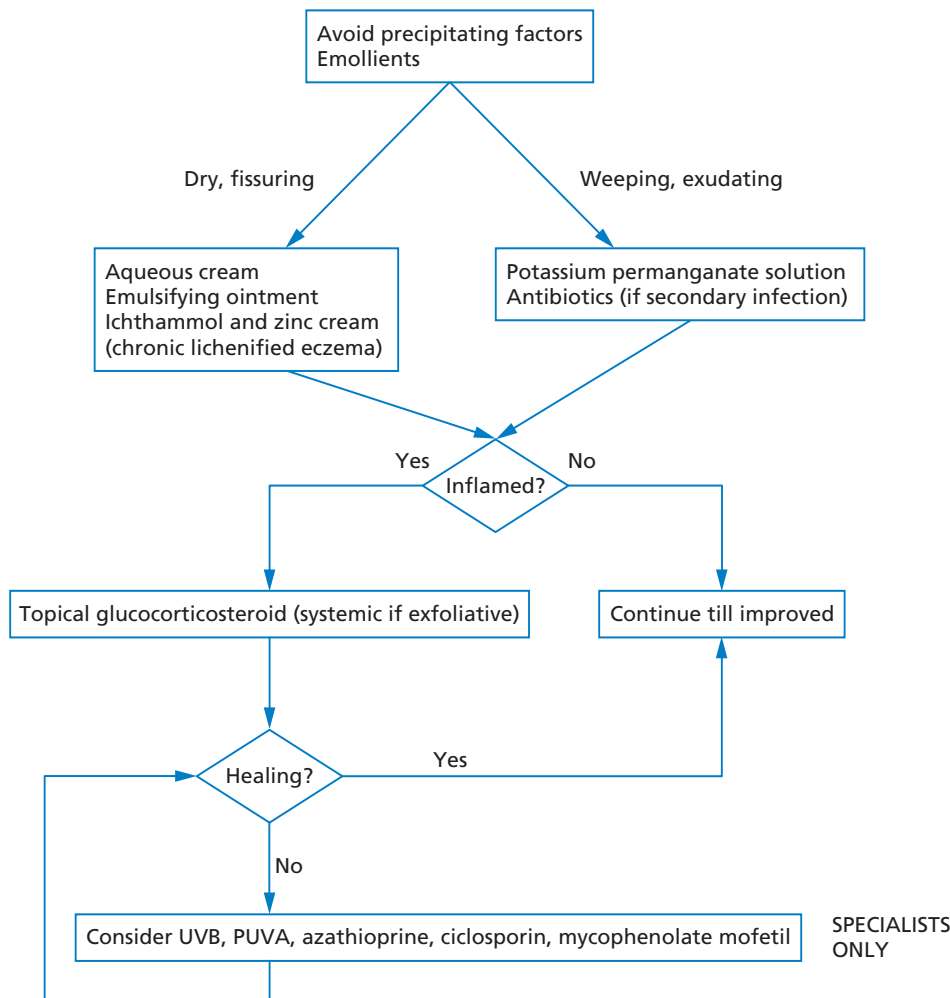 Avoid precipitating factors
Emollients
Dry, fissuring
Weeping, exudating
Aqueous cream
Emulsifying ointment
Ichthammol and zinc cream
(chronic lichenified eczema)
Potassium permanganate solution
Antibiotics (if secondary infection)
Yes
No
Inflamed?
Topical glucocorticosteroid (systemic if exfoliative)
Continue till improved
Healing?
Yes
No
Consider UVB, PUVA, azathioprine, ciclosporin, mycophenolate mofetil
SPECIALISTS
ONLY